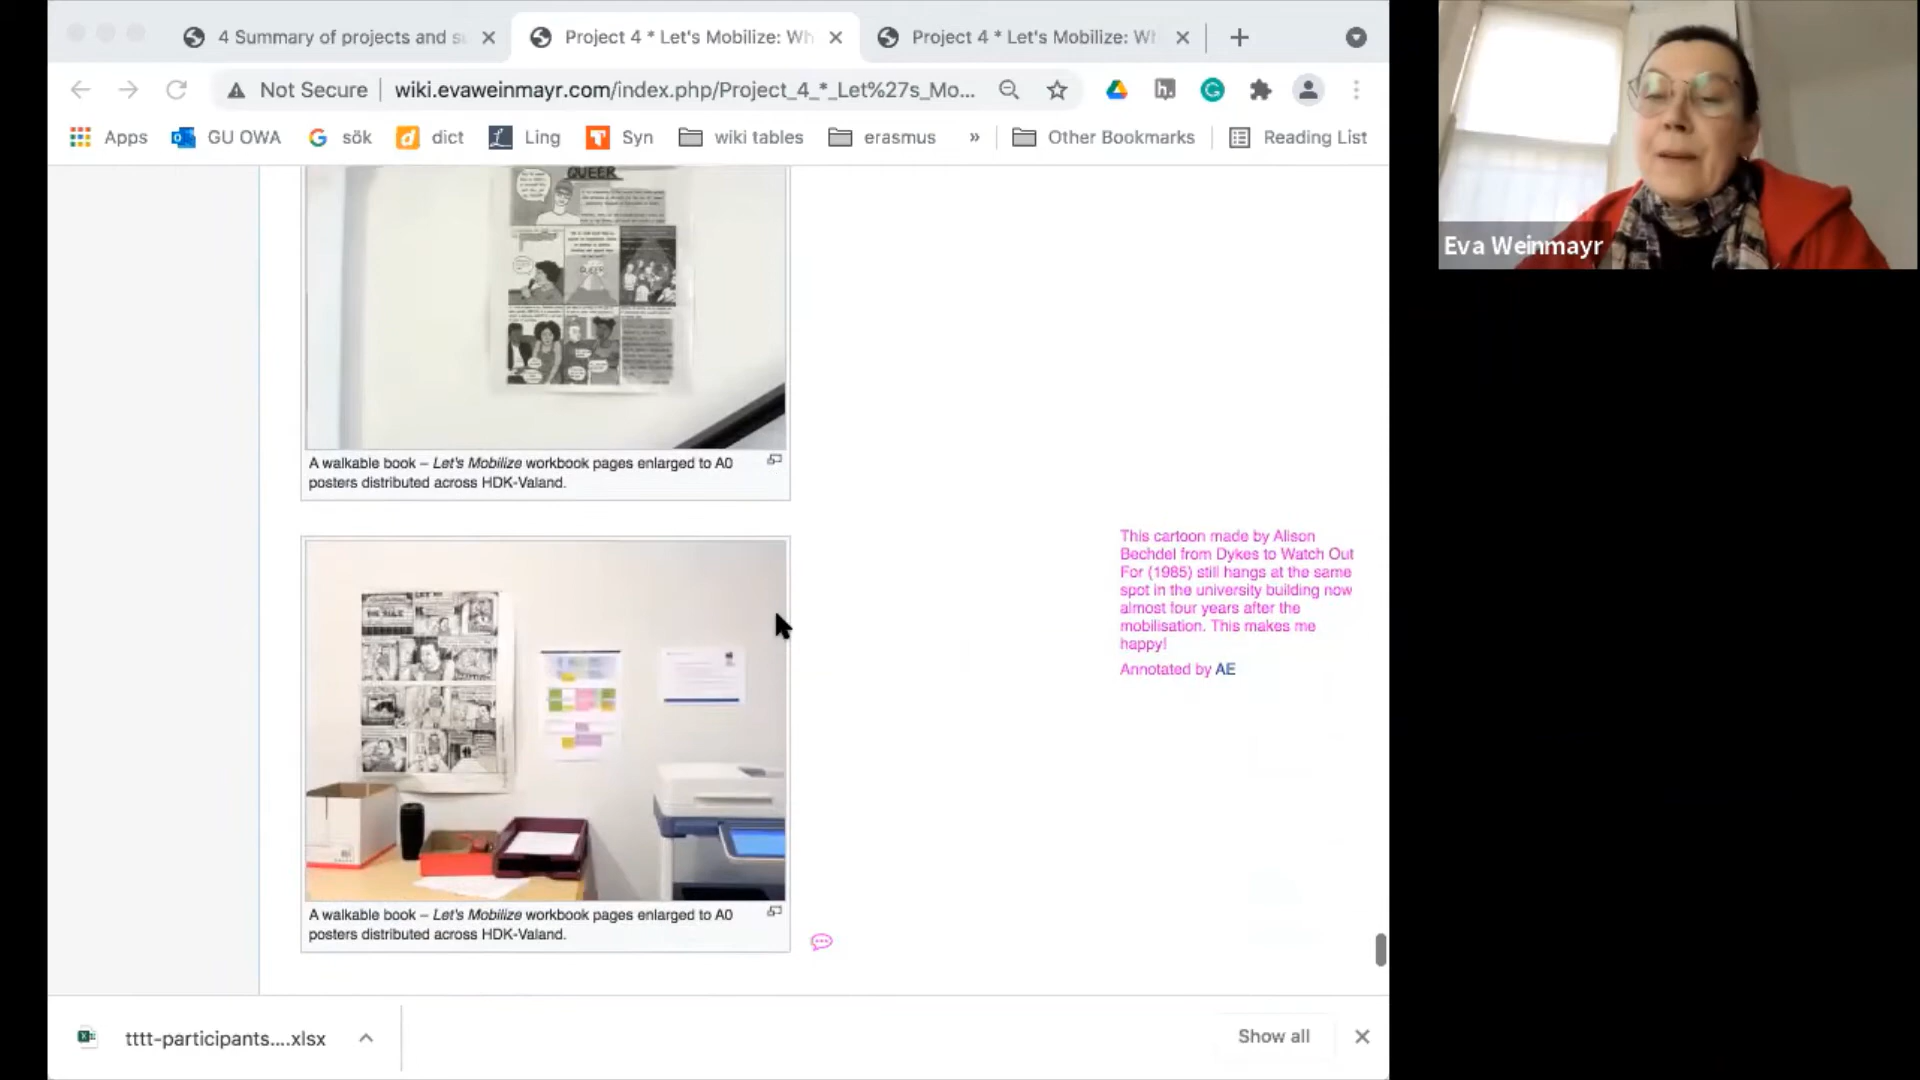 4 Summary of projects and su
Project 4 * Let's Mobilize: Wh
Project 4 * Let's Mobilize: Wh
Not Secure
wiki.evaweinmayr.com/index.php/Project_4_*_Let%27s_Mo...
Apps
GU OWA
sök
dict
Ling
Syn
wiki tables
erasmus
»
Other Bookmarks
Reading List
Eva Weinmayr
QUEER
QUEER
A walkable book – Let's Mobilize workbook pages enlarged to A0
posters distributed across HDK-Valand.
This cartoon made by Alison
Bechdel from Dykes to Watch Out
For (1985) still hangs at the same
spot in the university building now
almost four years after the
mobilisation. This makes me
happy!
Annotated by AE
THE RULE
A walkable book – Let's Mobilize workbook pages enlarged to A0
posters distributed across HDK-Valand.
tttt-participants....xlsx
Show all